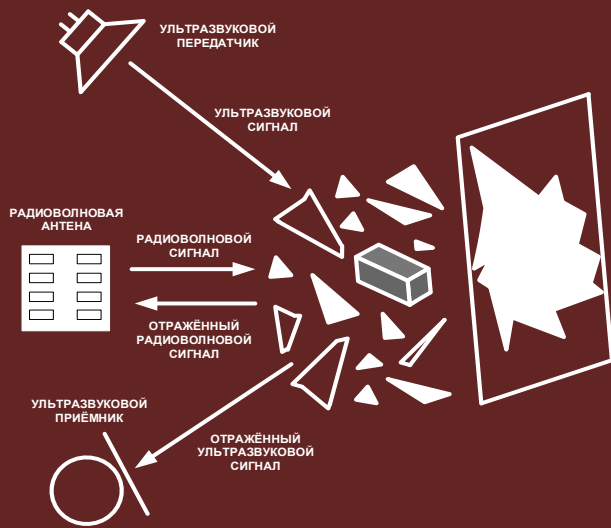 УЛЬТРАЗВУКОВОЙ
ПЕРЕДАТЧИК
УЛЬТРАЗВУКОВОЙ
СИГНАЛ
РАДИОВОЛНОВАЯ
АНТЕНА
РАДИОВОЛНОВОЙ
СИГНАЛ
ОТРАЖЁННЫЙ
РАДИОВОЛНОВОЙ
СИГНАЛ
УЛЬТРАЗВУКОВОЙ
ПРИЁМНИК
ОТРАЖЁННЫЙ
УЛЬТРАЗВУКОВОЙ
СИГНАЛ